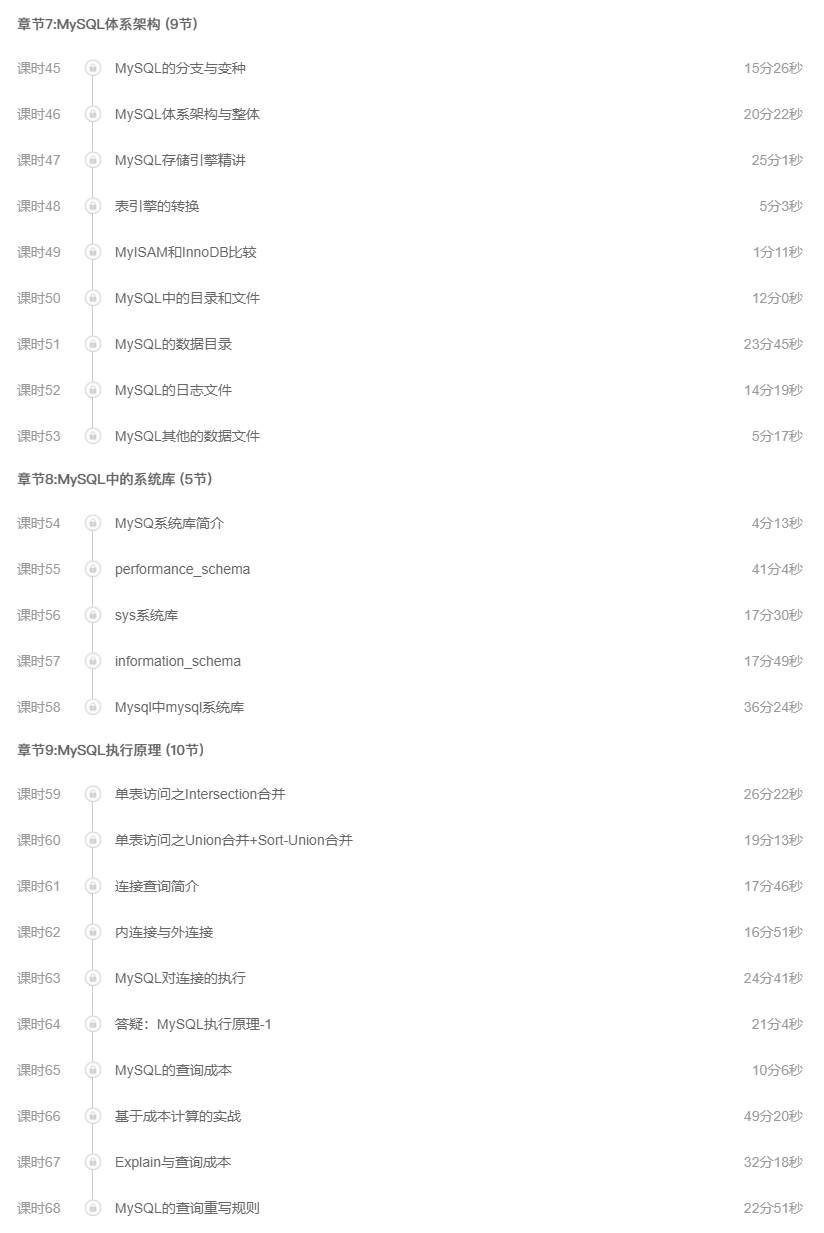 章节7:MySQL体系架构 (9节)
课时45 MySQL的分支与变种 15分26秒
课时46 MySQL体系架构与整体 20分22秒
课时47 MySQL存储引擎精讲 25分1秒
课时48 表引擎的转换 5分3秒
课时49 MyISAM和InnoDB比较 1分11秒
课时50 MySQL中的目录和文件 12分0秒
课时51 MySQL的数据目录 23分45秒
课时52 MySQL的日志文件 14分19秒
课时53 MySQL其他的数据文件 5分17秒
章节8:MySQL中的系统库 (5节)
课时54 MySQ系统库简介 4分13秒
课时55 performance_schema 41分4秒
课时56 sys系统库 17分30秒
课时57 information_schema 17分49秒
课时58 Mysql中mysql系统库 36分24秒
章节9:MySQL执行原理 (10节)
课时59 单表访问之Intersection合并 26分22秒
课时60 单表访问之Union合并+Sort-Union合并 19分13秒
课时61 连接查询简介 17分46秒
课时62 内连接与外连接 16分51秒
课时63 MySQL对连接的执行 24分41秒
课时64 答疑：MySQL执行原理-1 21分4秒
课时65 MySQL的查询成本 10分6秒
课时66 基于成本计算的实战 49分20秒
课时67 Explain与查询成本 32分18秒
课时68 MySQL的查询重写规则 22分51秒